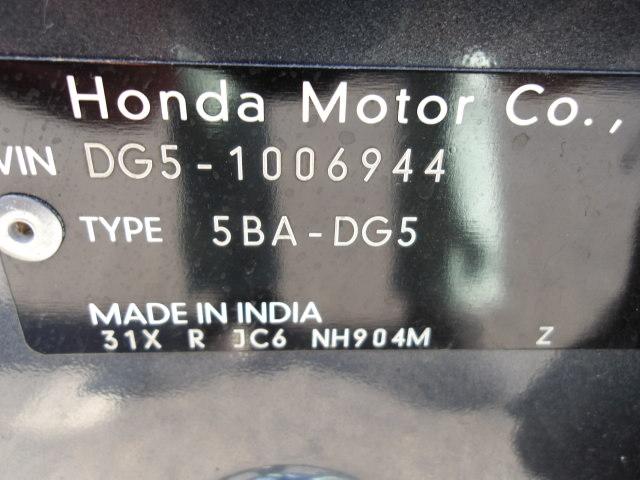 Honda Motor Co.,
VIN DG5-1006944
TYPE 5BA-DG5
MADE IN INDIA
31X R JC6 NH904M Z